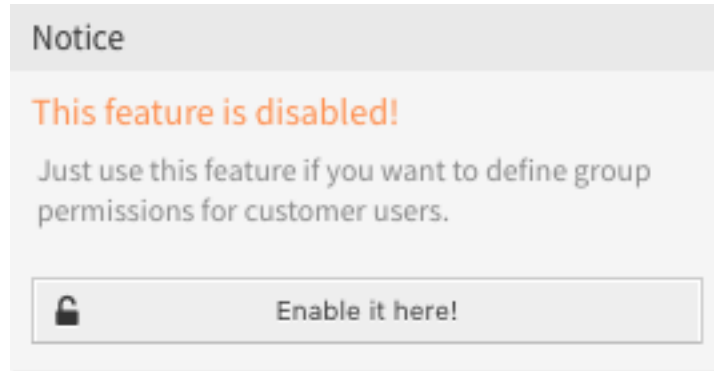 Notice
This feature is disabled!
Just use this feature if you want to define group
permissions for customer users.
Enable it here!